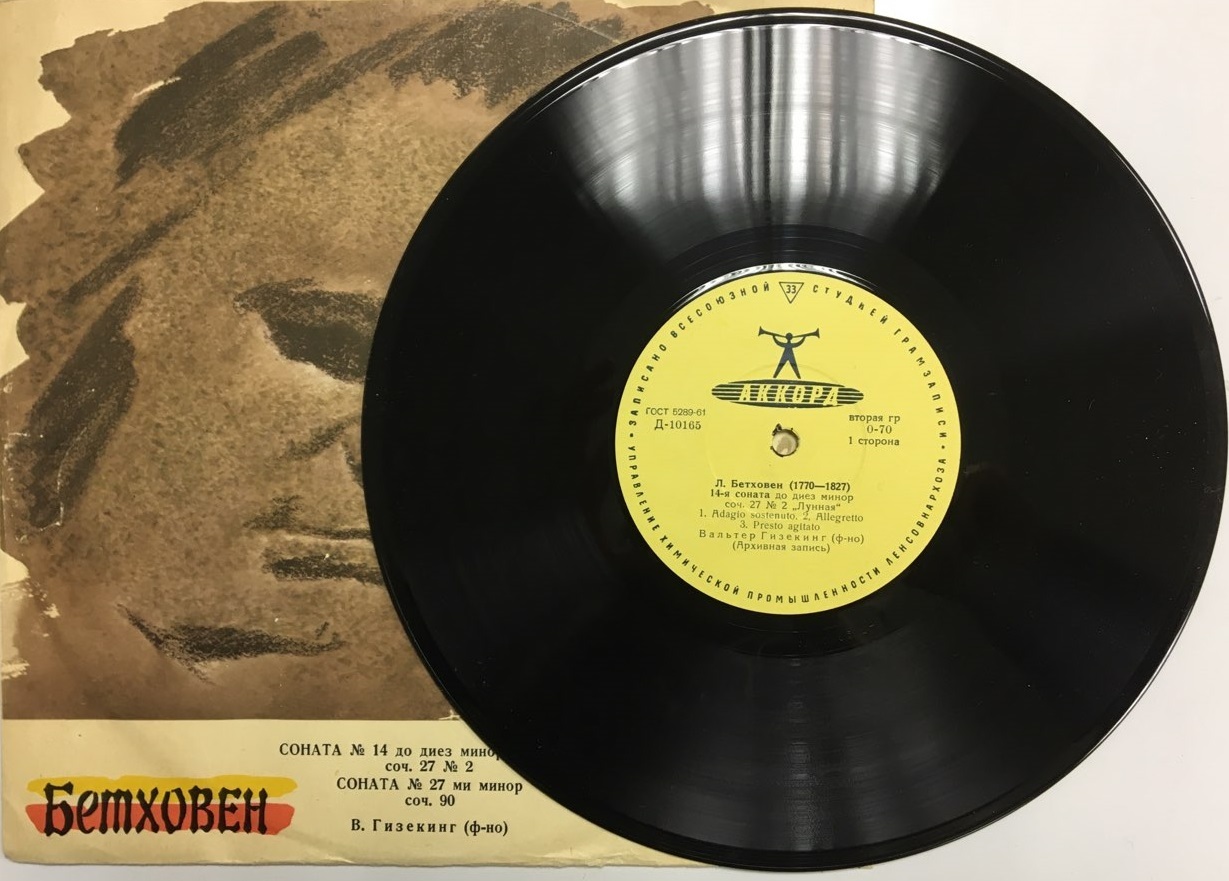 СОНАТА № 14 до диез минор
соч. 27 № 2
СОНАТА № 27 ми минор
соч. 90
Бетховен
В. Гизекинг (ф-но)
ЗАПИСАНО ВСЕСОЮЗНОЙ 33 СТУДИЕЙ ГРАМЗАПИСИ
• УПРАВЛЕНИЕ ХИМИЧЕСКОЙ ПРОМЫШЛЕННОСТИ ЛЕНСОВНАРХОЗА •
АККОРД
ГОСТ 5289-61
Д-10165
вторая гр
0-70
1 сторона
Л. Бетховен (1770—1827)
14-я соната до диез минор
соч. 27 № 2 „Лунная“
1. Adagio sostenuto. 2. Allegretto
3. Presto agitato
Вальтер Гизекинг (ф-но)
(Архивная запись)